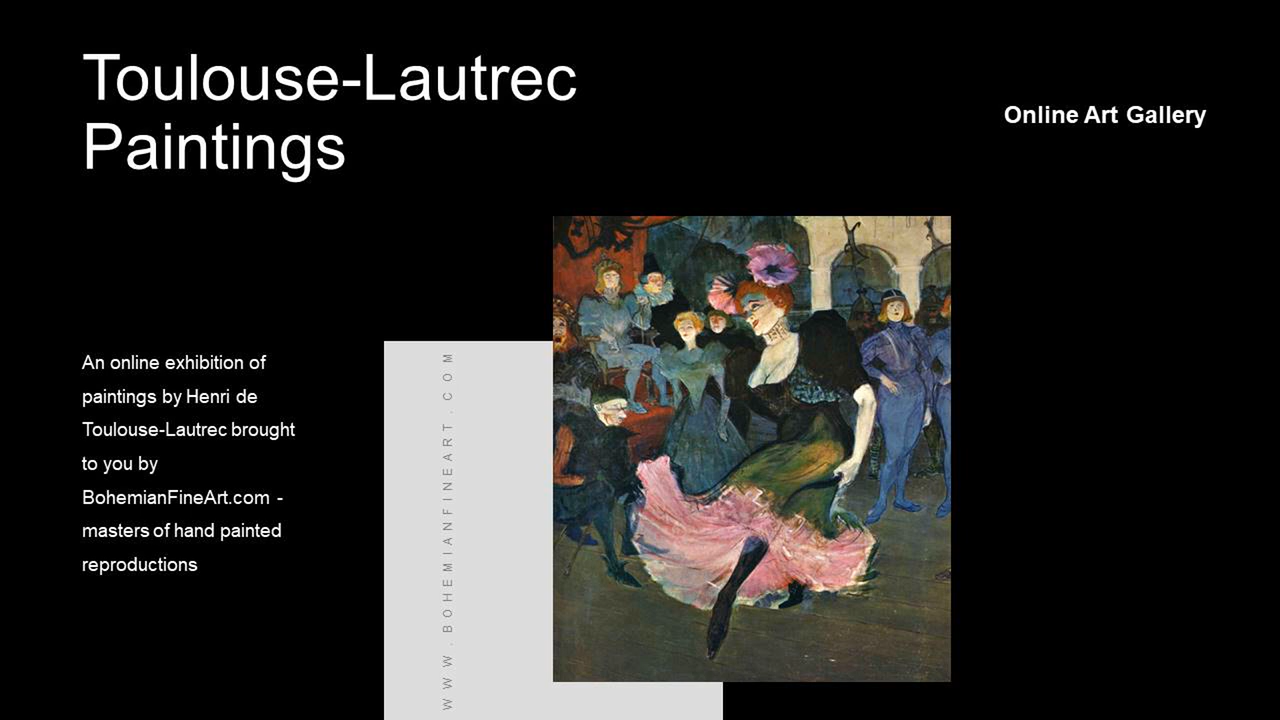 Toulouse-Lautrec
Paintings
Online Art Gallery
An online exhibition of
paintings by Henri de
Toulouse-Lautrec brought
to you by
BohemianFineArt.com -
masters of hand painted
reproductions
WWW.BOHEMIANFINEART.COM